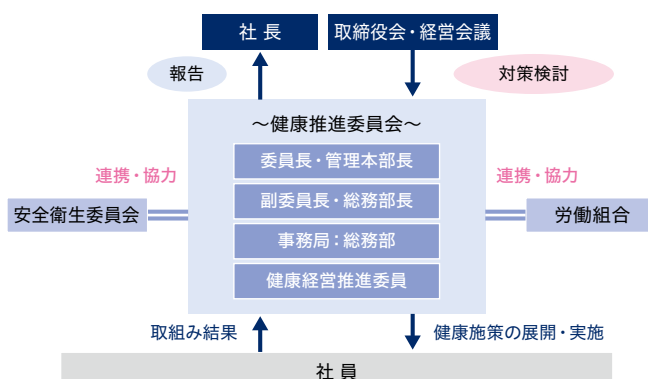 社 長
取締役会・経営会議
報告
対策検討
～健康推進委員会～
委員長・管理本部長
副委員長・総務部長
事務局：総務部
健康経営推進委員
連携・協力
安全衛生委員会
連携・協力
労働組合
取組み結果
健康施策の展開・実施
社 員